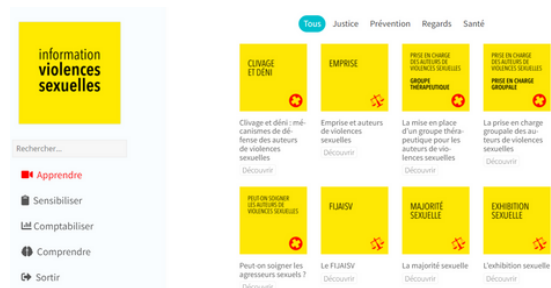 information
violences
sexuelles
Rechercher...
Apprendre
Sensibiliser
Comptabiliser
Comprendre
Sortir
Tous Justice Prévention Regards Santé
CLIVAGE
ET DÉNI
Clivage et déni : mé-
canismes de dé-
fense des auteurs
de violences
sexuelles
Découvrir
EMPRISE
Emprise et auteurs
de violences
sexuelles
Découvrir
PRISE EN CHARGE
DES AUTEURS DE
VIOLENCES SEXUELLES
GROUPE
THÉRAPEUTIQUE
La mise en place
d'un groupe théra-
peutique pour les
auteurs de vio-
lences sexuelles
Découvrir
PRISE EN CHARGE
DES AUTEURS DE
VIOLENCES SEXUELLES
PRISE EN CHARGE
GROUPALE
La prise en charge
groupale des au-
teurs de violences
sexuelles
Découvrir
PEUT ON SOIGNER
LES AUTEURS DE
VIOLENCES SEXUELLES
Peut-on soigner les
agresseurs sexuels ?
Découvrir
FIJAISV
Le FIJAISV
Découvrir
MAJORITÉ
SEXUELLE
La majorité sexuelle
Découvrir
EXHIBITION
SEXUELLE
L'exhibition sexuelle
Découvrir